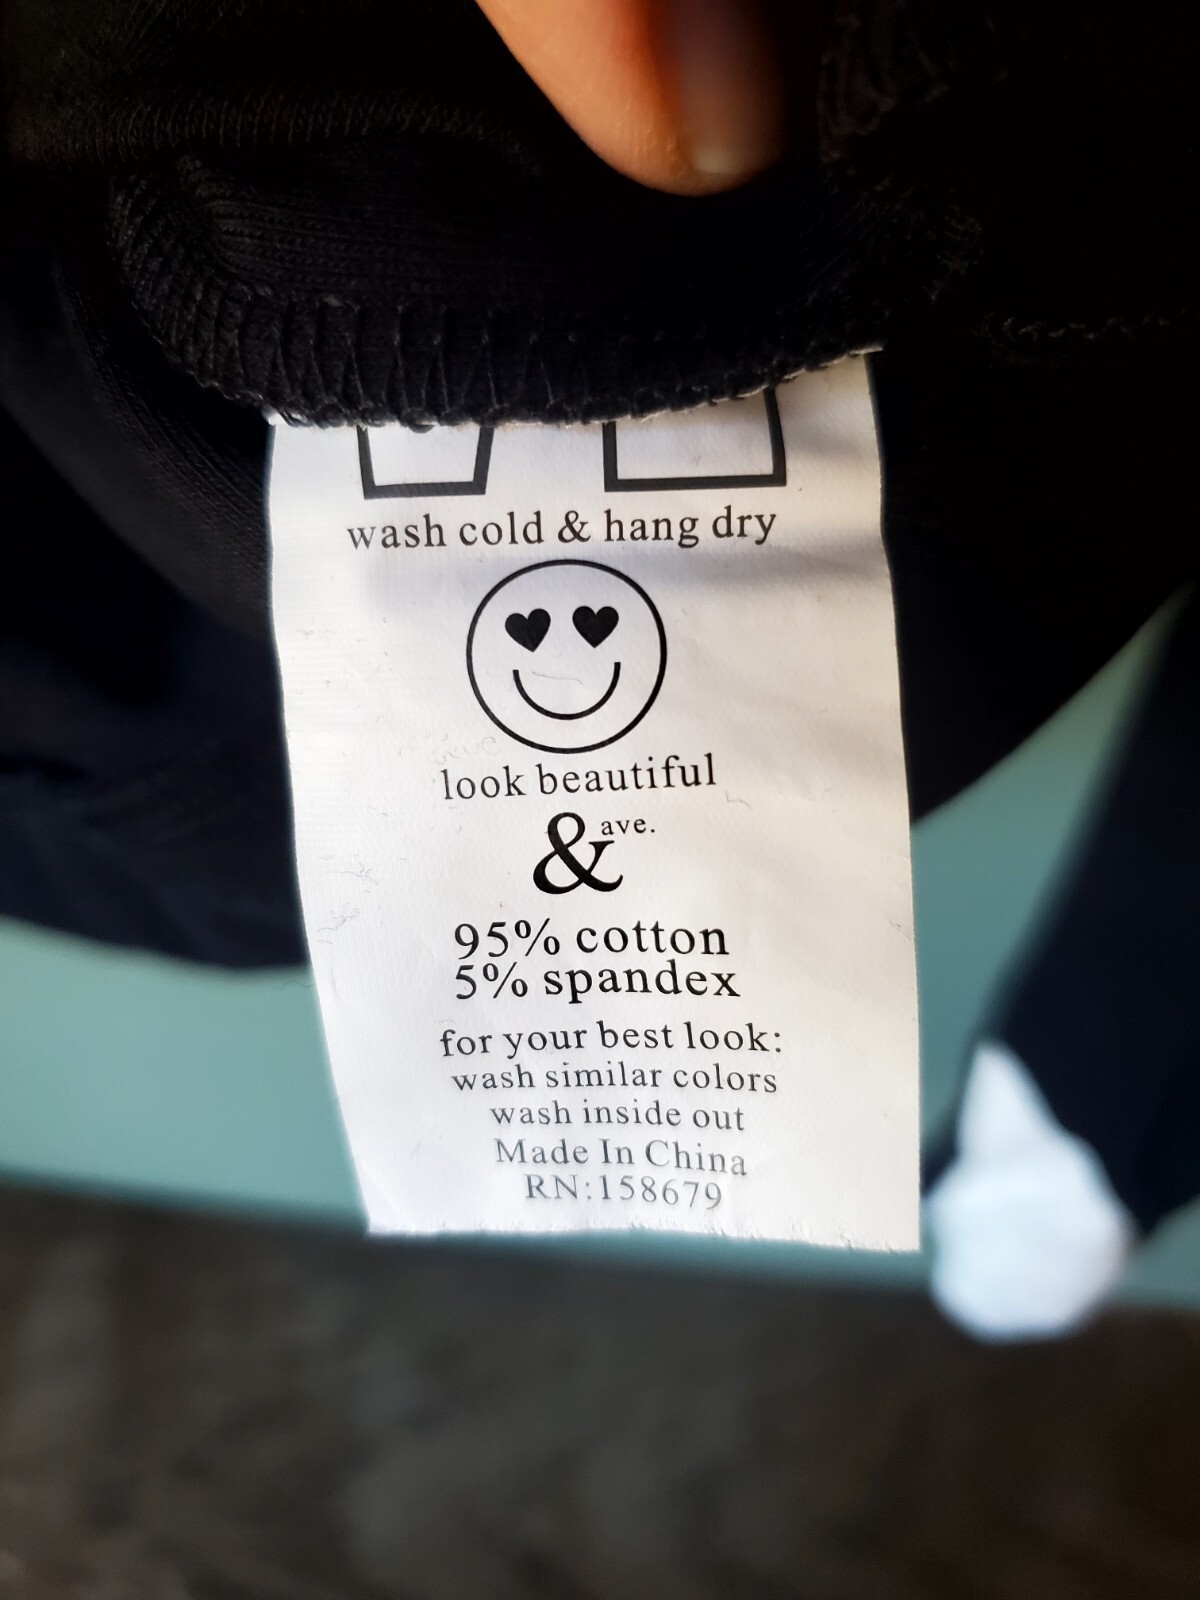 wash cold & hang dry
look beautiful
&ave.
95% cotton
5% spandex
for your best look:
wash similar colors
wash inside out
Made In China
RN:158679